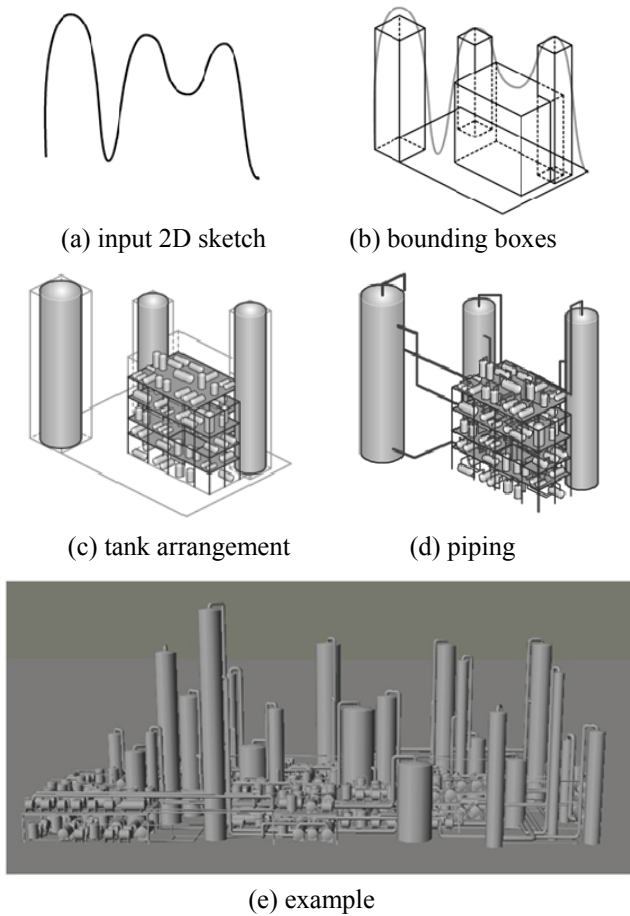 (a) input 2D sketch
(b) bounding boxes
(c) tank arrangement
(d) piping
(e) example